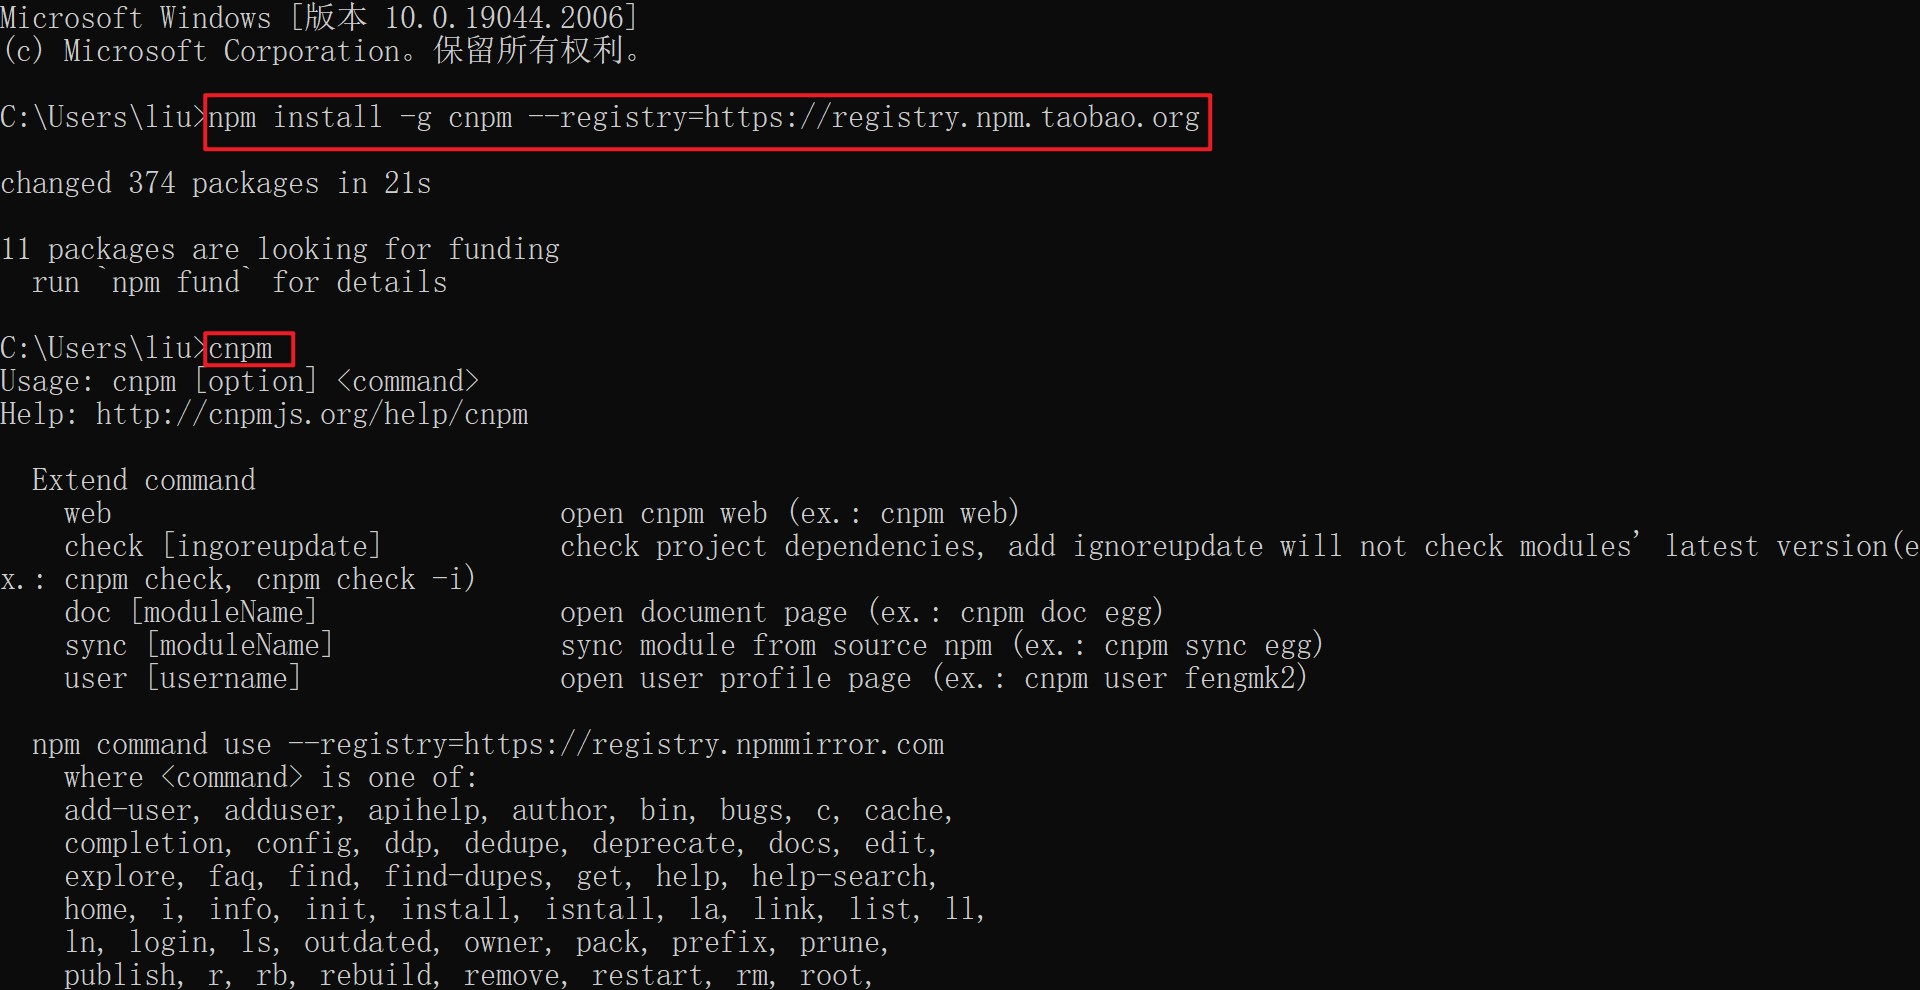 Microsoft Windows [版本 10.0.19044.2006]
(c) Microsoft Corporation。保留所有权利。
C:\Users\liu>npm install -g cnpm --registry=https://registry.npm.taobao.org
changed 374 packages in 21s
11 packages are looking for funding
run `npm fund` for details
C:\Users\liu>cnpm
Usage: cnpm [option] <command>
Help: http://cnpmjs.org/help/cnpm
Extend command
web open cnpm web (ex.: cnpm web)
check [ingoreupdate] check project dependencies, add ignoreupdate will not check modules' latest version(e
x.: cnpm check, cnpm check -i)
doc [moduleName] open document page (ex.: cnpm doc egg)
sync [moduleName] sync module from source npm (ex.: cnpm sync egg)
user [username] open user profile page (ex.: cnpm user fengmk2)
npm command use --registry=https://registry.npmmirror.com
where <command> is one of:
add-user, adduser, apihelp, author, bin, bugs, c, cache,
completion, config, ddp, dedupe, deprecate, docs, edit,
explore, faq, find, find-dupes, get, help, help-search,
home, i, info, init, install, isntall, la, link, list, ll,
ln, login, ls, outdated, owner, pack, prefix, prune,
publish, r, rb, rebuild, remove, restart, rm, root,